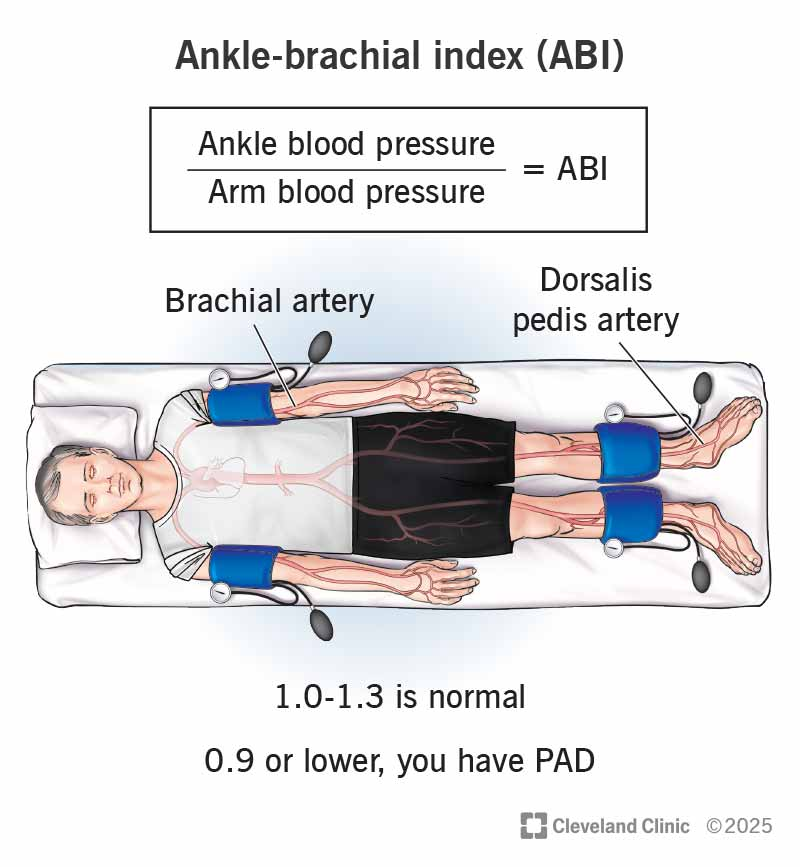 Ankle-brachial index (ABI)
Ankle blood pressure
Arm blood pressure
= ABI
Brachial artery
Dorsalis
pedis artery
1.0-1.3 is normal
0.9 or lower, you have PAD
Cleveland Clinic ©2025